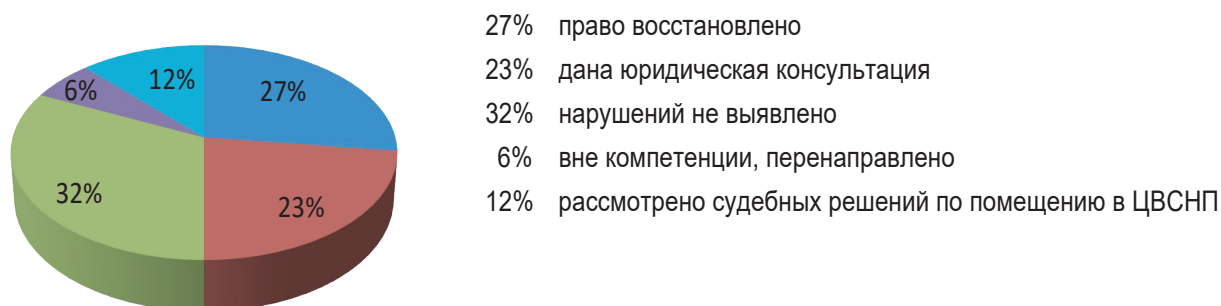 27% право восстановлено
23% дана юридическая консультация
32% нарушений не выявлено
6% вне компетенции, перенаправлено
12% рассмотрено судебных решений по помещению в ЦВСНП
12%
6%
27%
32%
23%